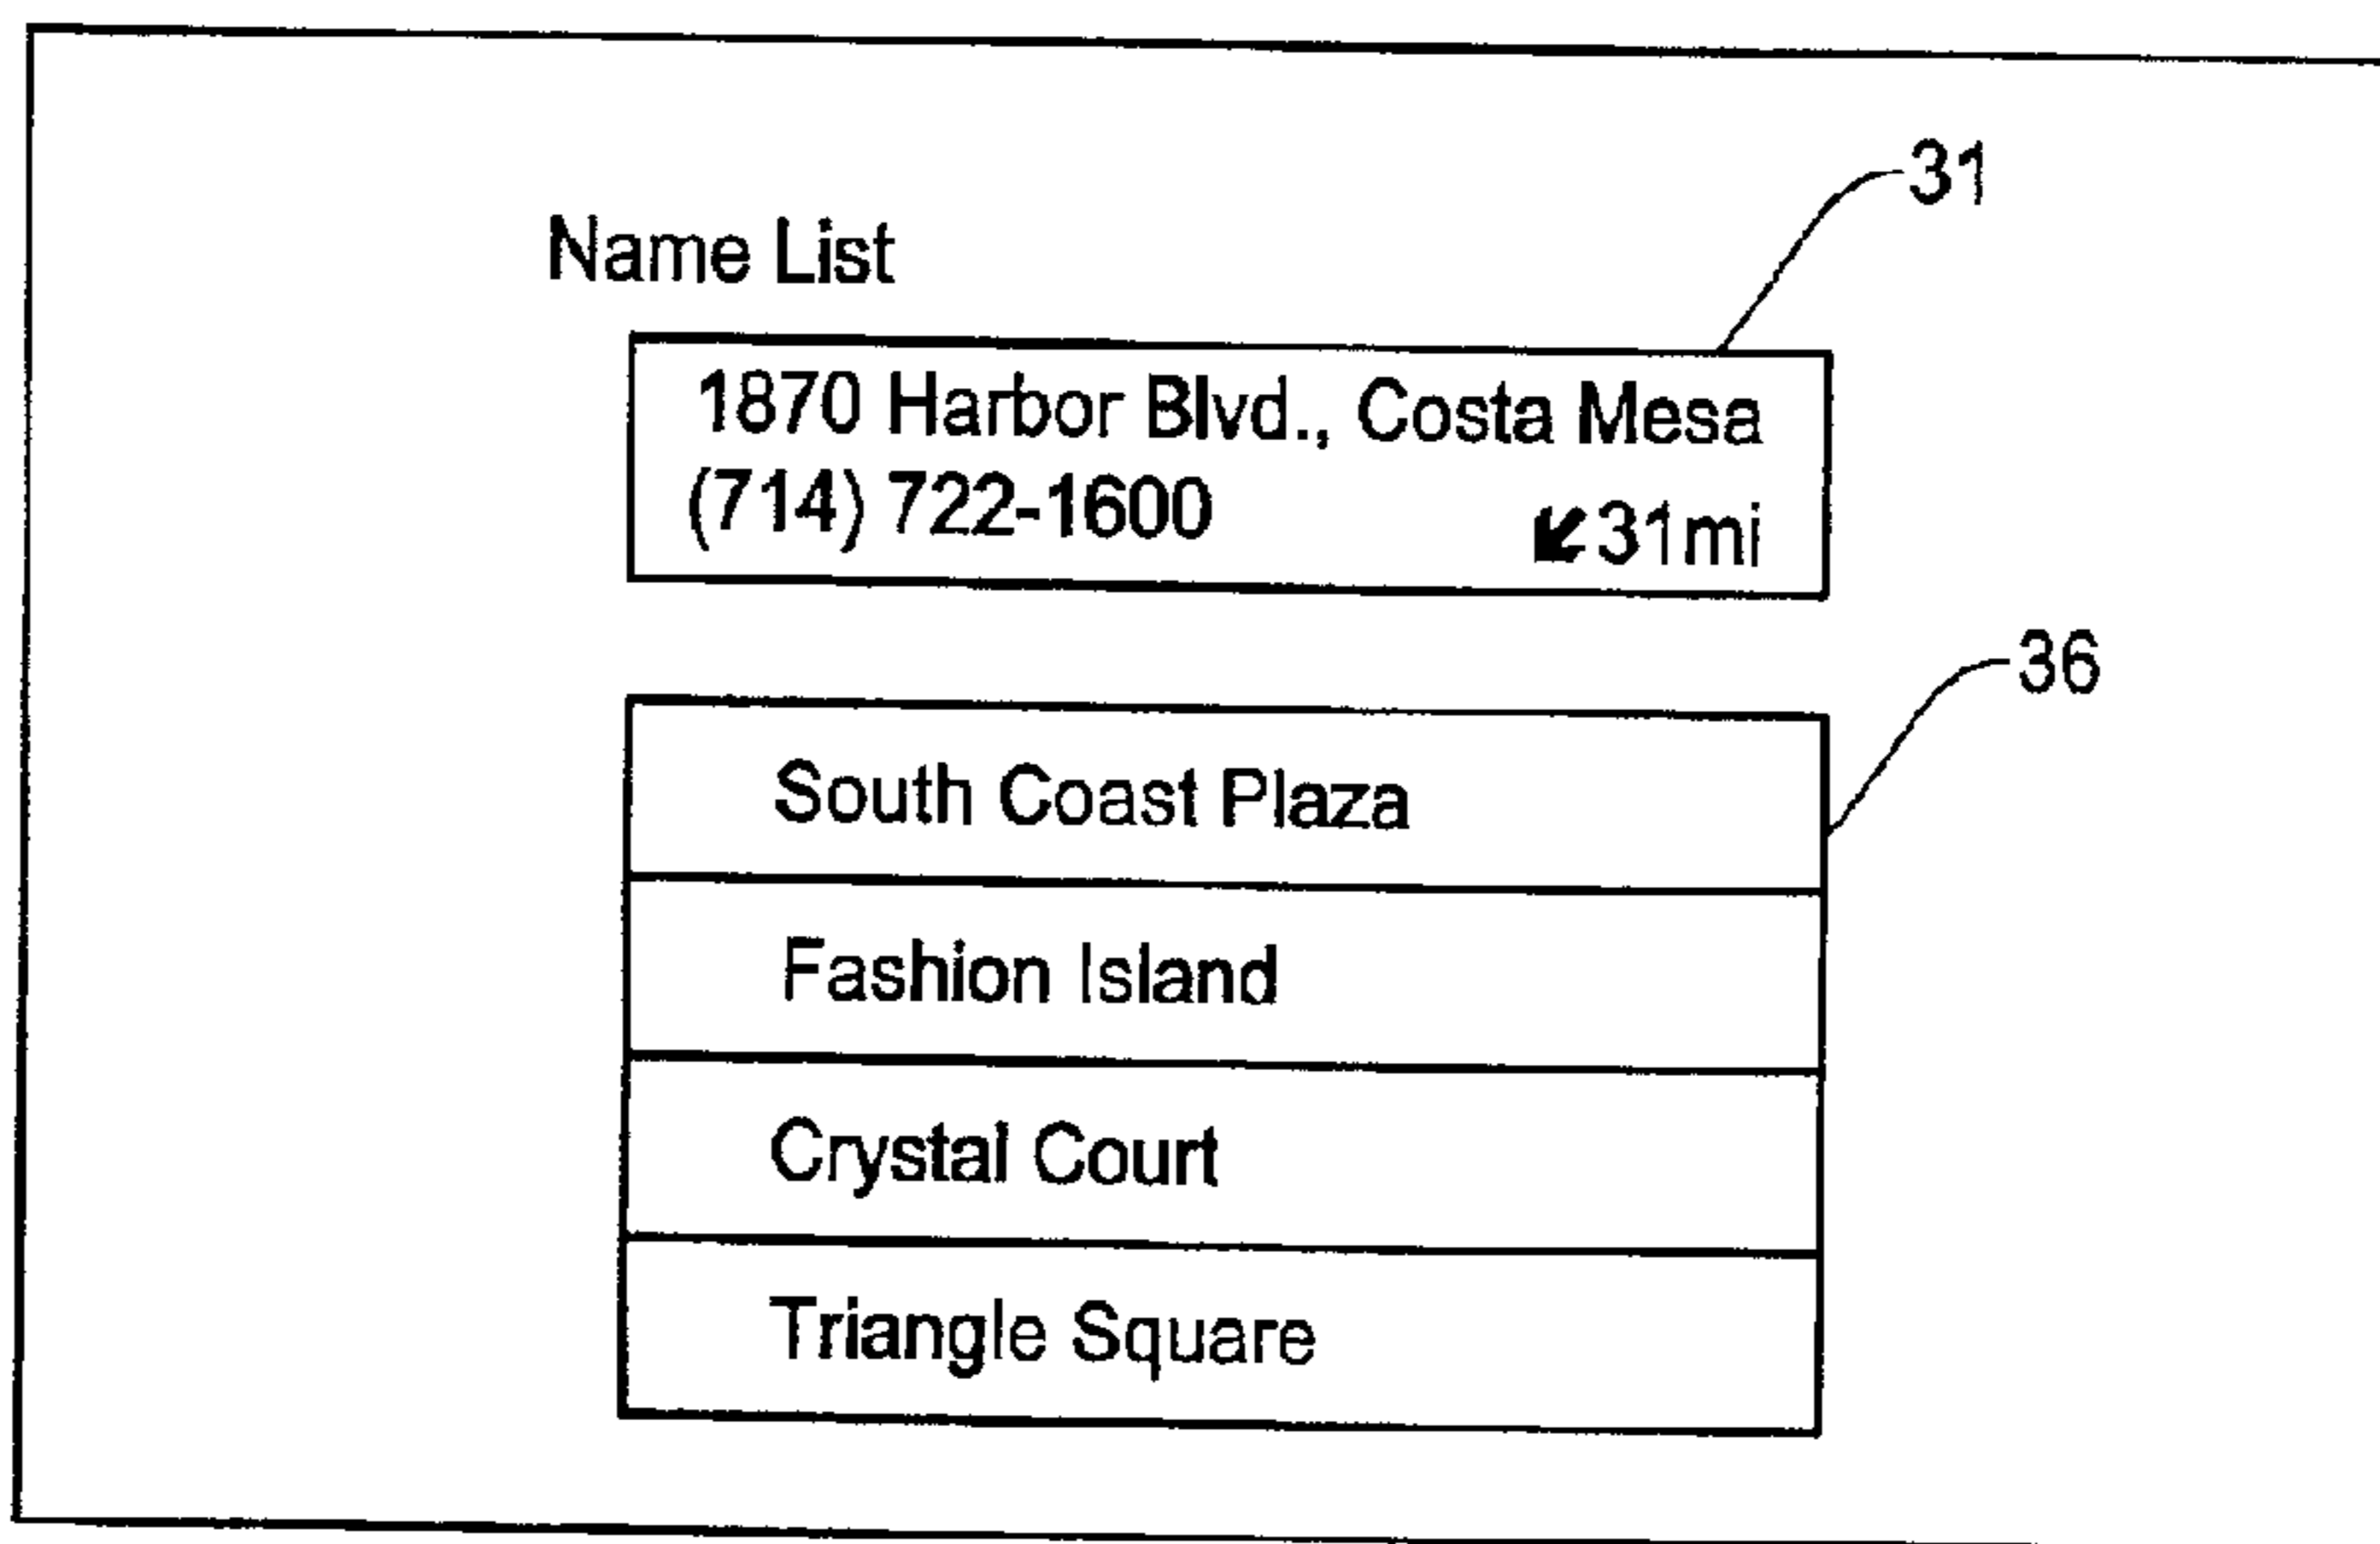 31
Name List
1870 Harbor Blvd., Costa Mesa
(714) 722-1600 ↙31mi
36
South Coast Plaza
Fashion Island
Crystal Court
Triangle Square